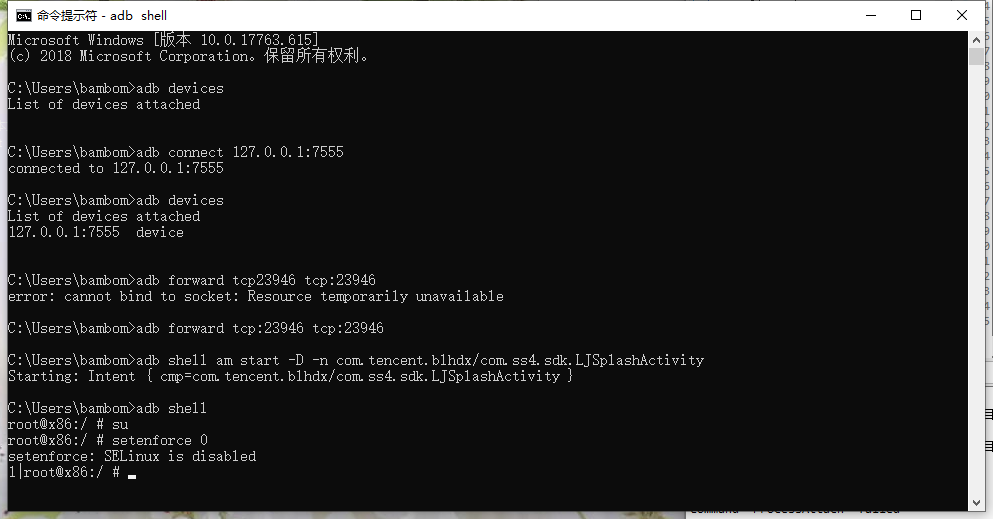 命令提示符 - adb shell
Microsoft Windows [版本 10.0.17763.615]
(c) 2018 Microsoft Corporation。保留所有权利。
C:\Users\bambom>adb devices
List of devices attached
C:\Users\bambom>adb connect 127.0.0.1:7555
connected to 127.0.0.1:7555
C:\Users\bambom>adb devices
List of devices attached
127.0.0.1:7555  device
C:\Users\bambom>adb forward tcp23946 tcp:23946
error: cannot bind to socket: Resource temporarily unavailable
C:\Users\bambom>adb forward tcp:23946 tcp:23946
C:\Users\bambom>adb shell am start -D -n com.tencent.blhdx/com.ss4.sdk.LJSplashActivity
Starting: Intent { cmp=com.tencent.blhdx/com.ss4.sdk.LJSplashActivity }
C:\Users\bambom>adb shell
root@x86:/ # su
root@x86:/ # setenforce 0
setenforce: SELinux is disabled
1|root@x86:/ #